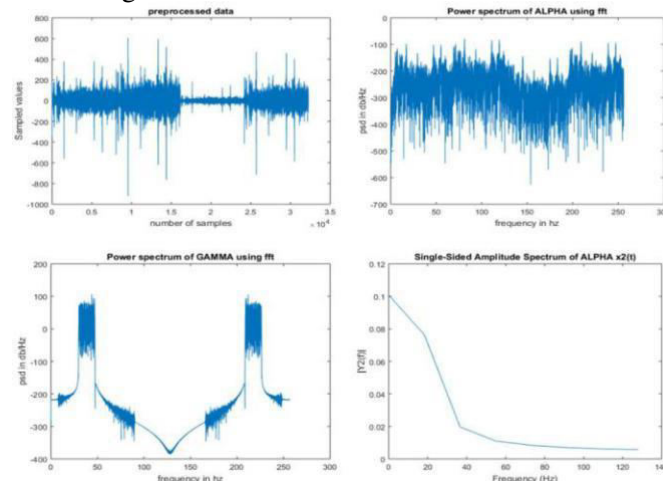 preprocessed data
800
600
400
200
0
-200
-400
-600
-800
-1000
Sampled values
0 0.5 1 1.5 2 2.5 3 3.5
number of samples
× 10^4
Power spectrum of ALPHA using fft
0
-100
-200
-300
-400
-500
-600
-700
psd in db/Hz
0 50 100 150 200 250 300
frequency in hz
Power spectrum of GAMMA using fft
200
100
0
-100
-200
-300
-400
psd in db/Hz
0 50 100 150 200 250 300
frequency in hz
Single-Sided Amplitude Spectrum of ALPHA x2(t)
0.12
0.1
0.08
0.06
0.04
0.02
0
|Y2(f)|
0 20 40 60 80 100 120 140
Frequency (Hz)